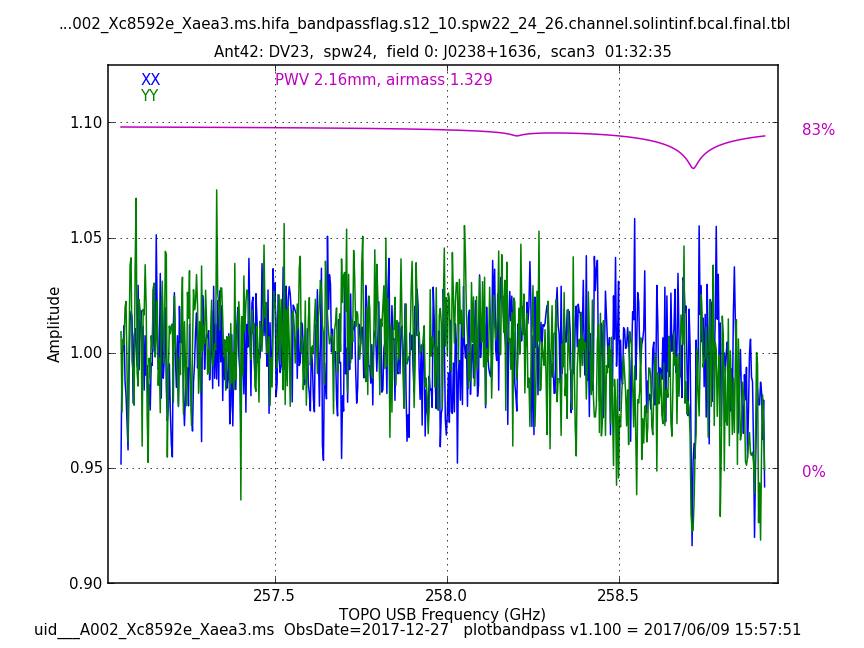 ...002_Xc8592e_Xaea3.ms.hifa_bandpassflag.s12_10.spw22_24_26.channel.solintinf.bcal.final.tbl
Ant42: DV23, spw24, field 0: J0238+1636, scan3 01:32:35
XX
PWV 2.16mm, airmass 1.329
YY
1.10
83%
1.05
1.00
Amplitude
0.95
0%
0.90
257.5
258.0
258.5
TOPO USB Frequency (GHz)
uid___A002_Xc8592e_Xaea3.ms ObsDate=2017-12-27 plotbandpass v1.100 = 2017/06/09 15:57:51